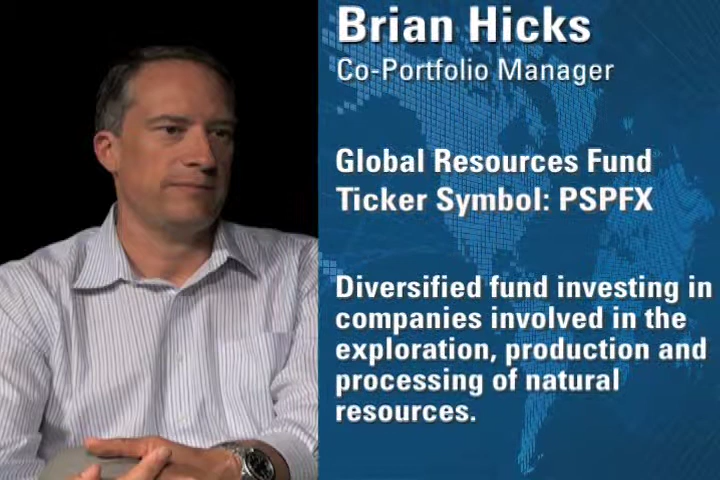 Brian Hicks
Co-Portfolio Manager
Global Resources Fund
Ticker Symbol: PSPFX
Diversified fund investing in
companies involved in the
exploration, production and
processing of natural
resources.